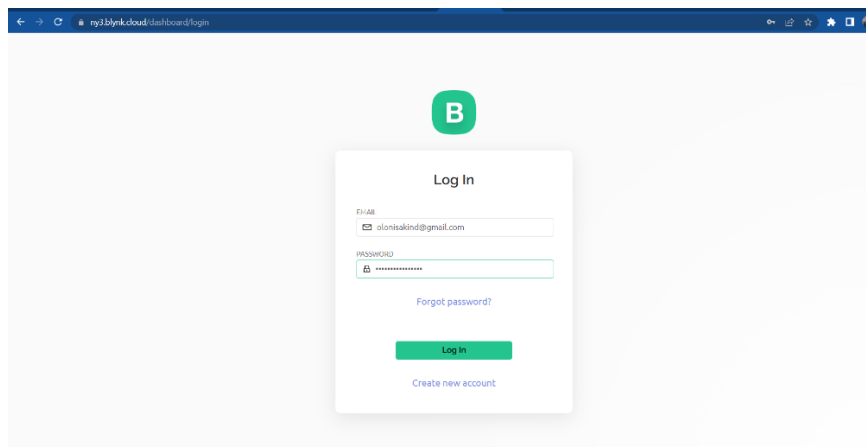 ny3.blynk.cloud/dashboard/login
B
Log In
EMAIL
olonisakind@gmail.com
PASSWORD
•••••••••••••••
Forgot password?
Log In
Create new account